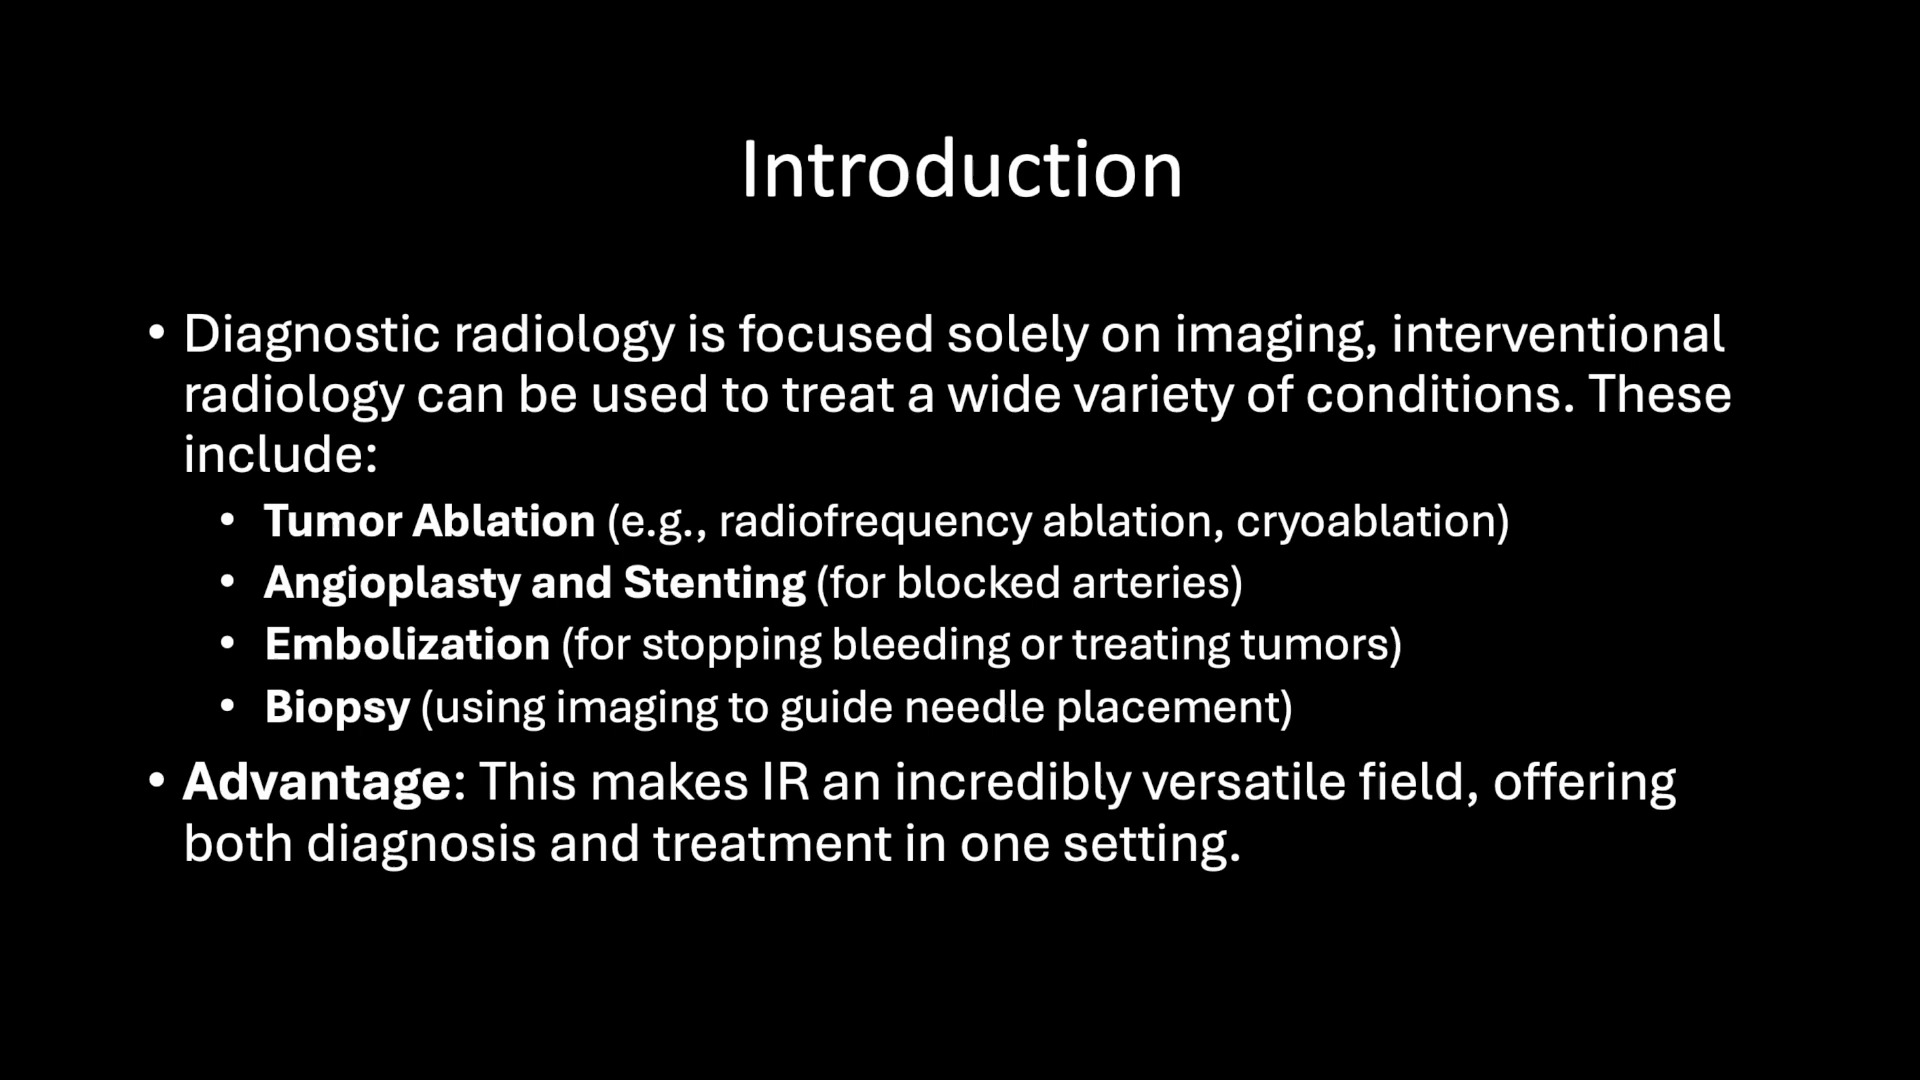 Introduction
• Diagnostic radiology is focused solely on imaging, interventional
radiology can be used to treat a wide variety of conditions. These
include:
• Tumor Ablation (e.g., radiofrequency ablation, cryoablation)
• Angioplasty and Stenting (for blocked arteries)
• Embolization (for stopping bleeding or treating tumors)
• Biopsy (using imaging to guide needle placement)
• Advantage: This makes IR an incredibly versatile field, offering
both diagnosis and treatment in one setting.